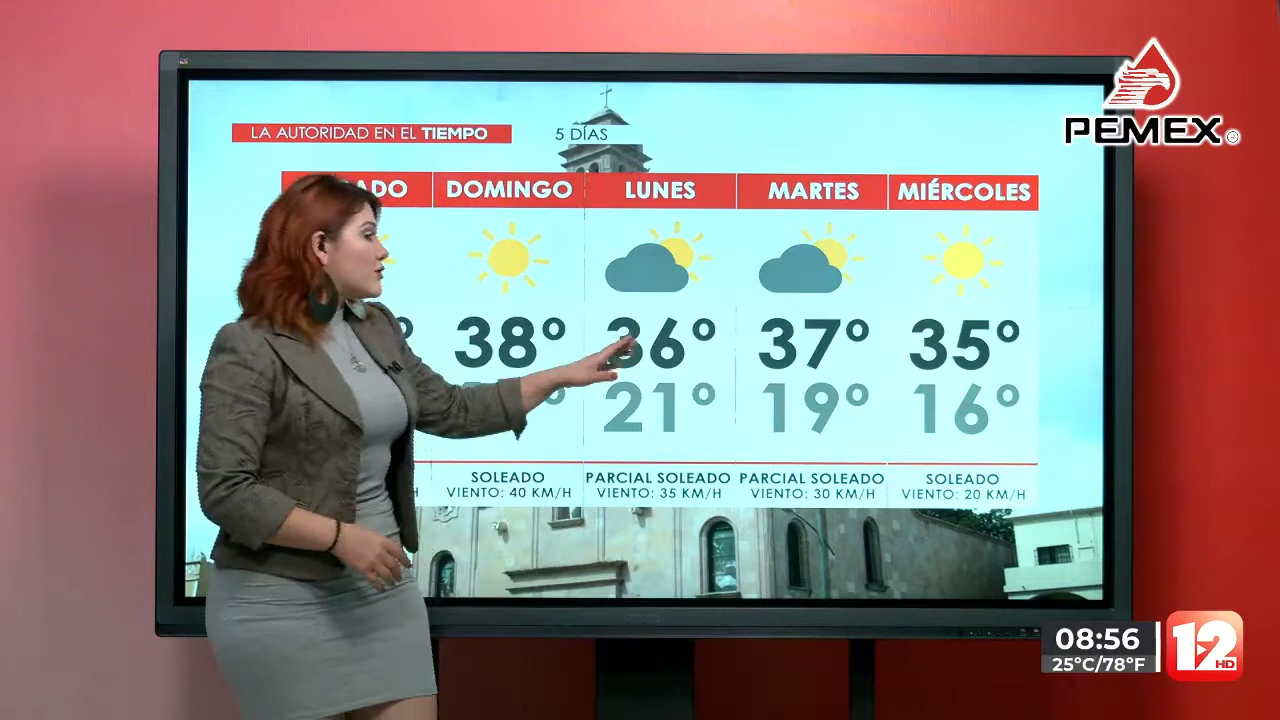 PEMEX®
LA AUTORIDAD EN EL TIEMPO
5 DÍAS
DOMINGO LUNES MARTES MIÉRCOLES
38° 36° 37° 35°
21° 19° 16°
SOLEADO PARCIAL SOLEADO PARCIAL SOLEADO SOLEADO
VIENTO: 40 KM/H VIENTO: 35 KM/H VIENTO: 30 KM/H VIENTO: 20 KM/H
08:56
25°C/78°F
12
HD